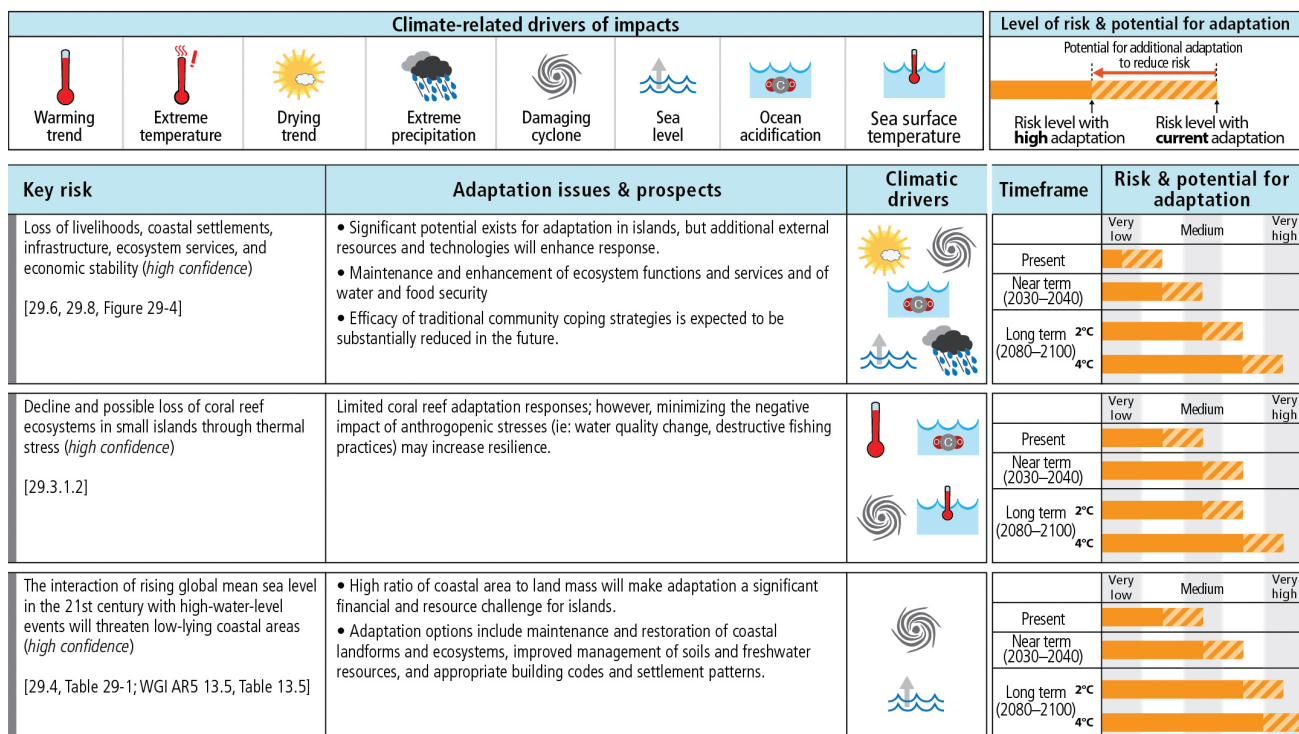 Climate-related drivers of impacts
Warming
trend
Extreme
temperature
!
Drying
trend
Extreme
precipitation
Damaging
cyclone
Sea
level
C
Ocean
acidification
Sea surface
temperature
Level of risk & potential for adaptation
Potential for additional adaptation
to reduce risk
Risk level with
high adaptation
Risk level with
current adaptation
Key risk
Adaptation issues & prospects
Climatic
drivers
Timeframe
Risk & potential for
adaptation
Loss of livelihoods, coastal settlements,
infrastructure, ecosystem services, and
economic stability (high confidence)
[29.6, 29.8, Figure 29-4]
• Significant potential exists for adaptation in islands, but additional external
resources and technologies will enhance response.
• Maintenance and enhancement of ecosystem functions and services and of
water and food security
• Efficacy of traditional community coping strategies is expected to be
substantially reduced in the future.
C
Very
low
Medium
Very
high
Present
Near term
(2030–2040)
Long term
(2080–2100)
2°C
4°C
Decline and possible loss of coral reef
ecosystems in small islands through thermal
stress (high confidence)
[29.3.1.2]
Limited coral reef adaptation responses; however, minimizing the negative
impact of anthropogenic stresses (ie: water quality change, destructive fishing
practices) may increase resilience.
C
Very
low
Medium
Very
high
Present
Near term
(2030–2040)
Long term
(2080–2100)
2°C
4°C
The interaction of rising global mean sea level
in the 21st century with high-water-level
events will threaten low-lying coastal areas
(high confidence)
[29.4, Table 29-1; WGI AR5 13.5, Table 13.5]
• High ratio of coastal area to land mass will make adaptation a significant
financial and resource challenge for islands.
• Adaptation options include maintenance and restoration of coastal
landforms and ecosystems, improved management of soils and freshwater
resources, and appropriate building codes and settlement patterns.
Very
low
Medium
Very
high
Present
Near term
(2030–2040)
Long term
(2080–2100)
2°C
4°C